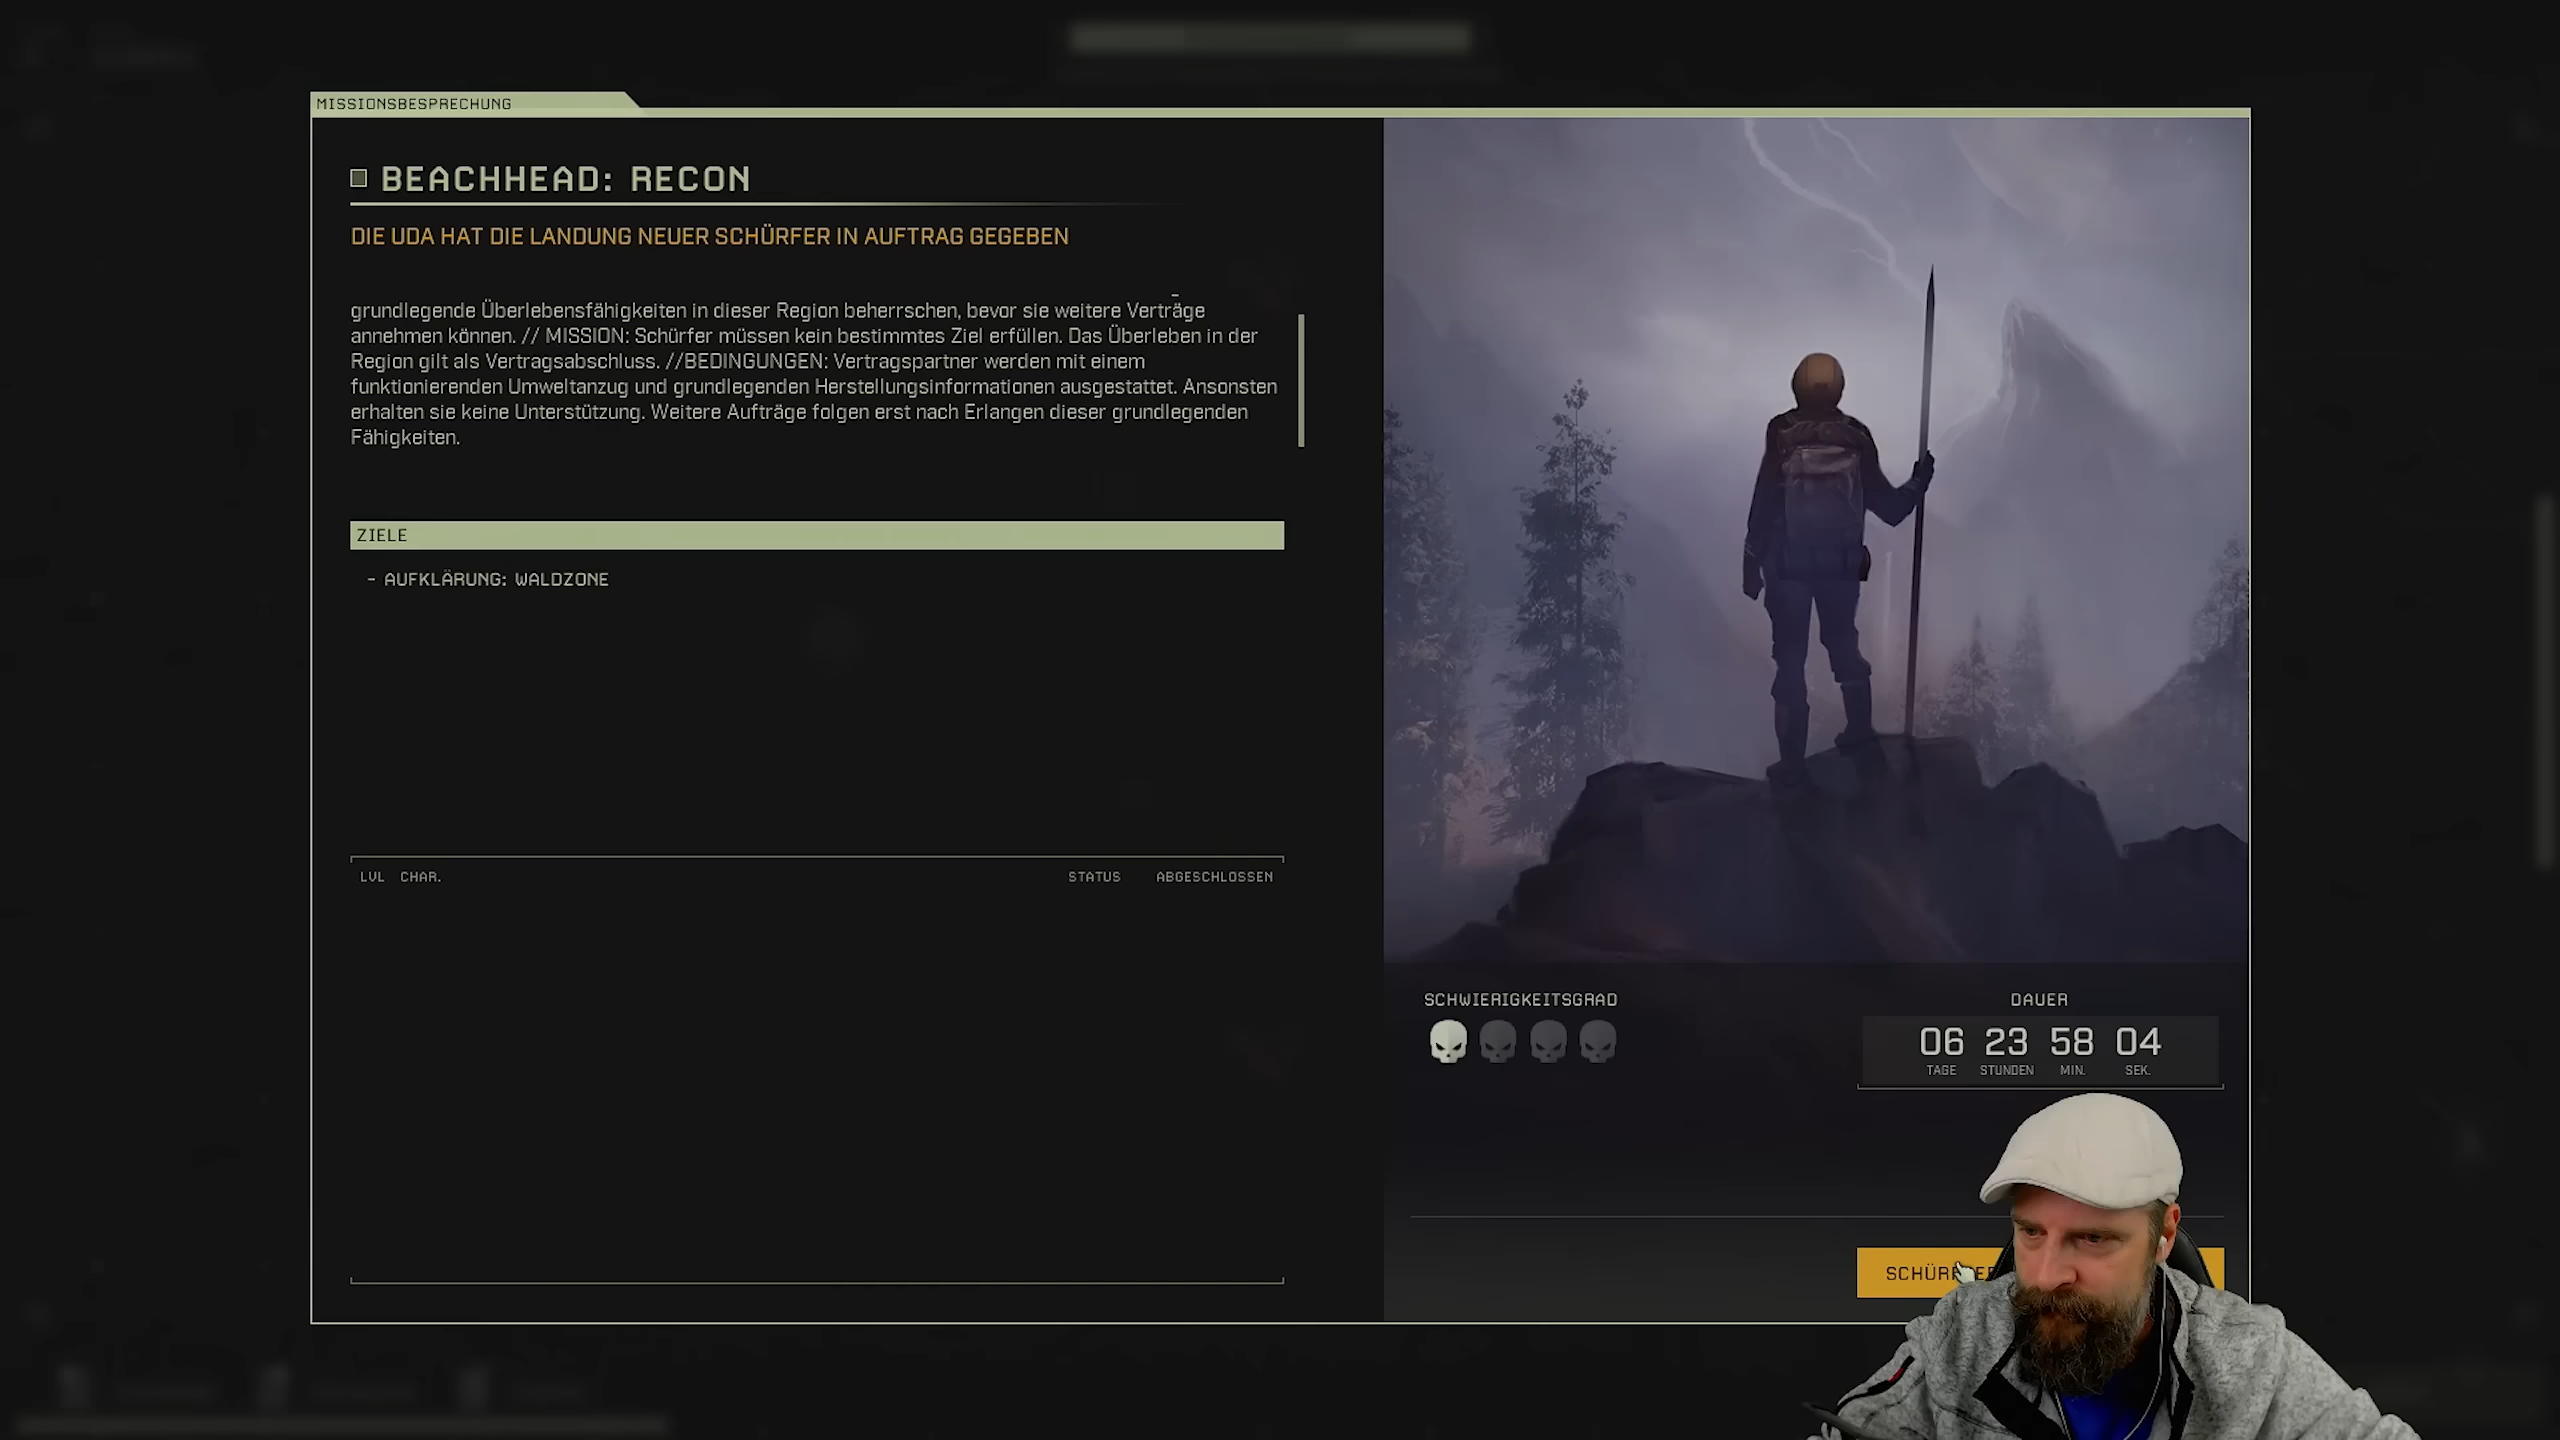 MISSIONSBESPRECHUNG
BEACHHEAD: RECON
DIE UDA HAT DIE LANDUNG NEUER SCHÜRFER IN AUFTRAG GEGEBEN
grundlegende Überlebensfähigkeiten in dieser Region beherrschen, bevor sie weitere Verträge
annehmen können. // MISSION: Schürfer müssen kein bestimmtes Ziel erfüllen. Das Überleben in der
Region gilt als Vertragsabschluss. //BEDINGUNGEN: Vertragspartner werden mit einem
funktionierenden Umweltanzug und grundlegenden Herstellungsinformationen ausgestattet. Ansonsten
erhalten sie keine Unterstützung. Weitere Aufträge folgen erst nach Erlangen dieser grundlegenden
Fähigkeiten.
ZIELE
- AUFKLÄRUNG: WALDZONE
LVL CHAR. STATUS ABGESCHLOSSEN
SCHWIERIGKEITSGRAD
DAUER
06 23 58 04
TAGE STUNDEN MIN. SEK.